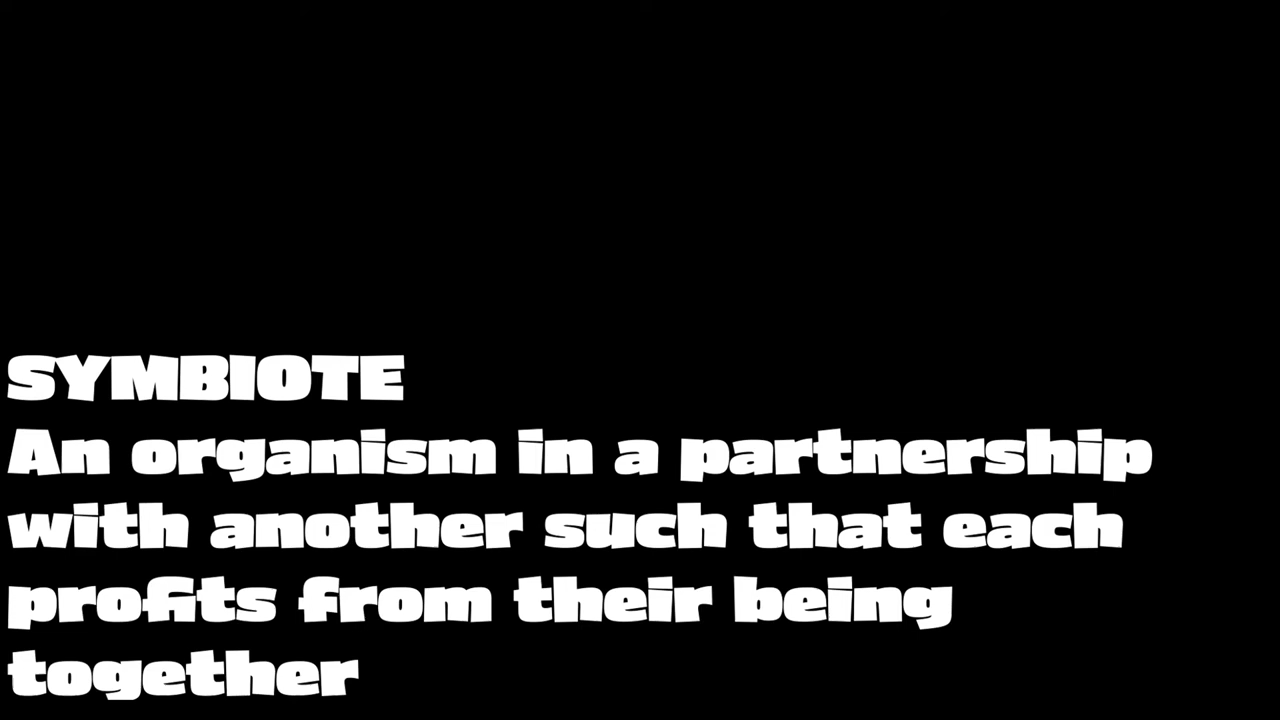 SYMBIOTE
An organism in a partnership
with another such that each
profits from their being
together